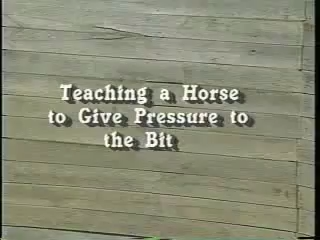 Teaching a Horse
to Give Pressure to
the Bit